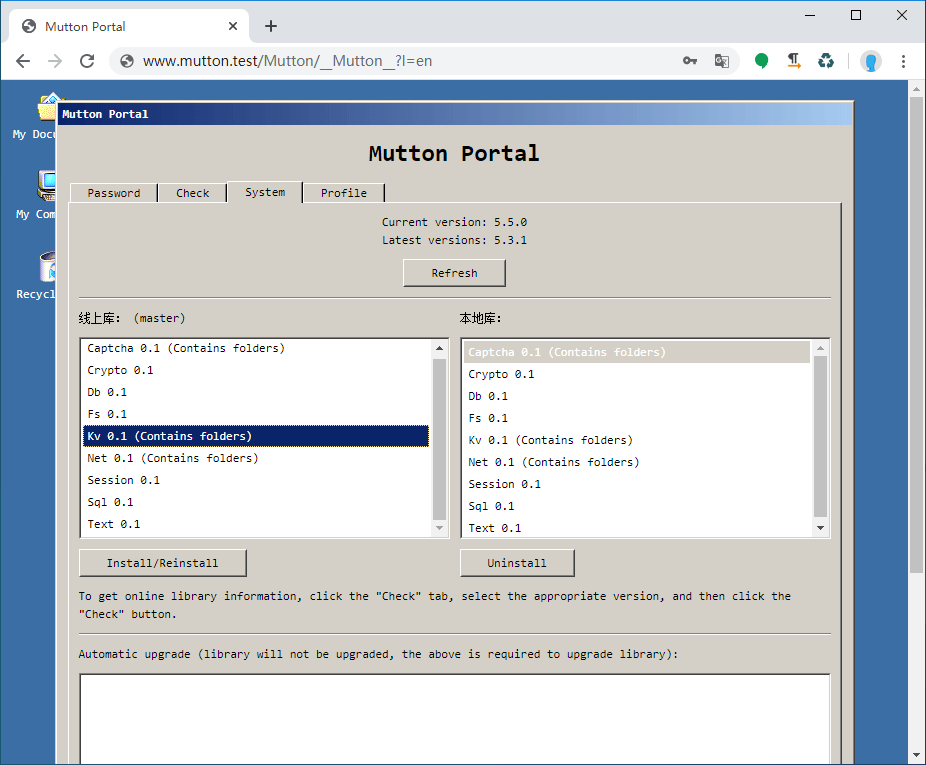 Mutton Portal
www.mutton.test/Mutton/__Mutton__?l=en
My Docu
My Com
Recycl
Mutton Portal
Mutton Portal
Password
Check
System
Profile
Current version: 5.5.0
Latest versions: 5.3.1
Refresh
线上库: (master)
Captcha 0.1 (Contains folders)
Crypto 0.1
Db 0.1
Fs 0.1
Kv 0.1 (Contains folders)
Net 0.1 (Contains folders)
Session 0.1
Sql 0.1
Text 0.1
Install/Reinstall
本地库:
Captcha 0.1 (Contains folders)
Crypto 0.1
Db 0.1
Fs 0.1
Kv 0.1 (Contains folders)
Net 0.1 (Contains folders)
Session 0.1
Sql 0.1
Text 0.1
Uninstall
To get online library information, click the "Check" tab, select the appropriate version, and then click the
"Check" button.
Automatic upgrade (library will not be upgraded, the above is required to upgrade library):